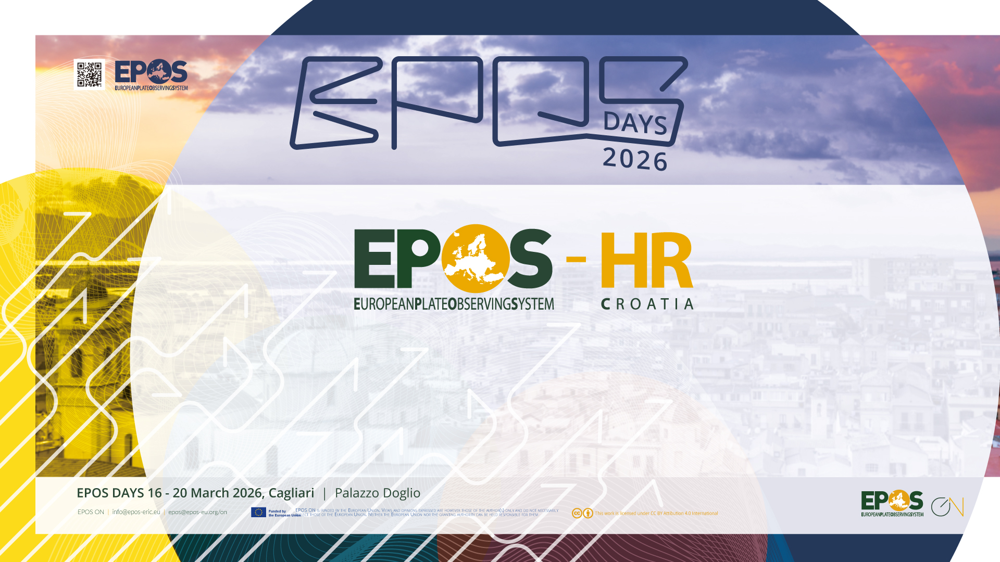 EPOS
EUROPEANPLATEOBSERVINGSYSTEM
EPOS
DAYS
2026
EPOS - HR
EUROPEANPLATEOBSERVINGSYSTEM CROATIA
EPOS DAYS 16 - 20 March 2026, Cagliari | Palazzo Doglio
EPOS ON | info@epos-eric.eu | epos@epos-eu.org/on
Funded by
the European Union
EPOS ON IS FUNDED BY THE EUROPEAN UNION. VIEWS AND OPINIONS EXPRESSED ARE HOWEVER THOSE OF THE AUTHOR(S) ONLY AND DO NOT NECESSARILY
THOSE OF THE EUROPEAN UNION. NEITHER THE EUROPEAN UNION NOR THE GRANTING AUTHORITY CAN BE HELD RESPONSIBLE FOR THEM
cc This work is licensed under CC BY Attibution 4.0 International
EPOS ON
EUROPEANPLATEOBSERVINGSYSTEM